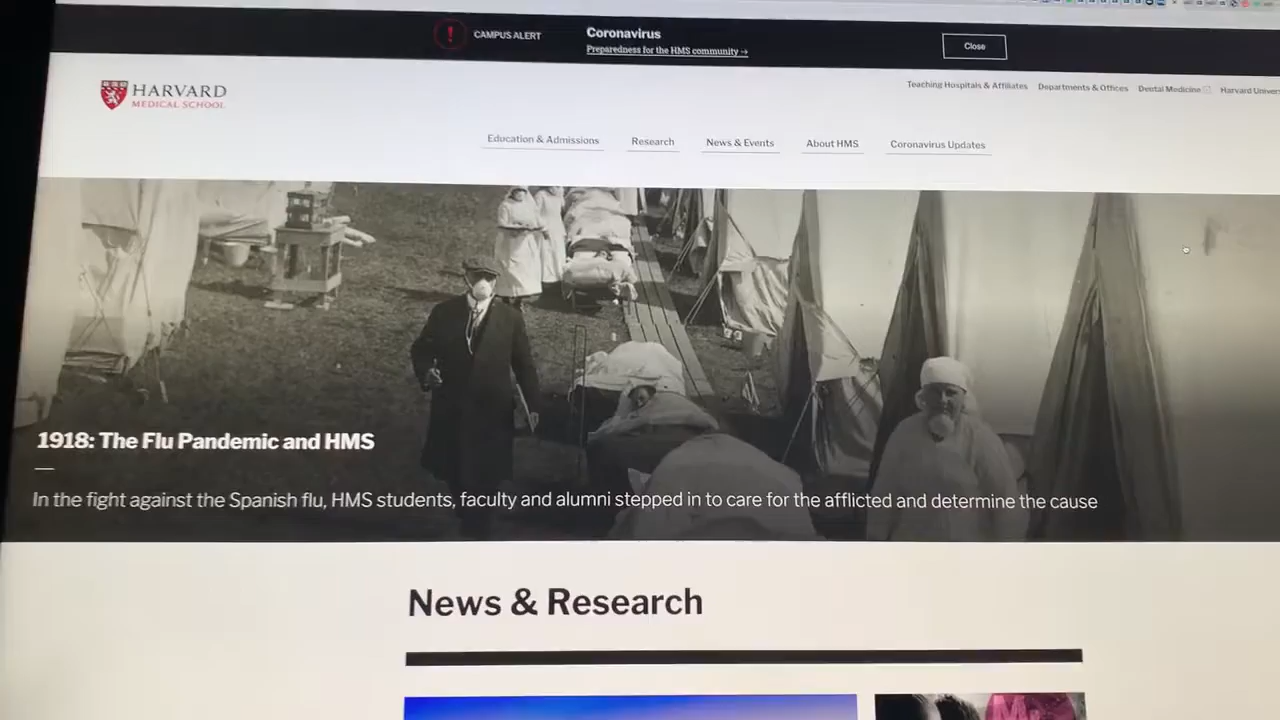 CAMPUS ALERT
Coronavirus
Preparedness for the HMS community →
Close
HARVARD
MEDICAL SCHOOL
Teaching Hospitals & Affiliates
Departments & Offices
Dental Medicine
Harvard Univers
Education & Admissions
Research
News & Events
About HMS
Coronavirus Updates
1918: The Flu Pandemic and HMS
In the fight against the Spanish flu, HMS students, faculty and alumni stepped in to care for the afflicted and determine the cause
News & Research